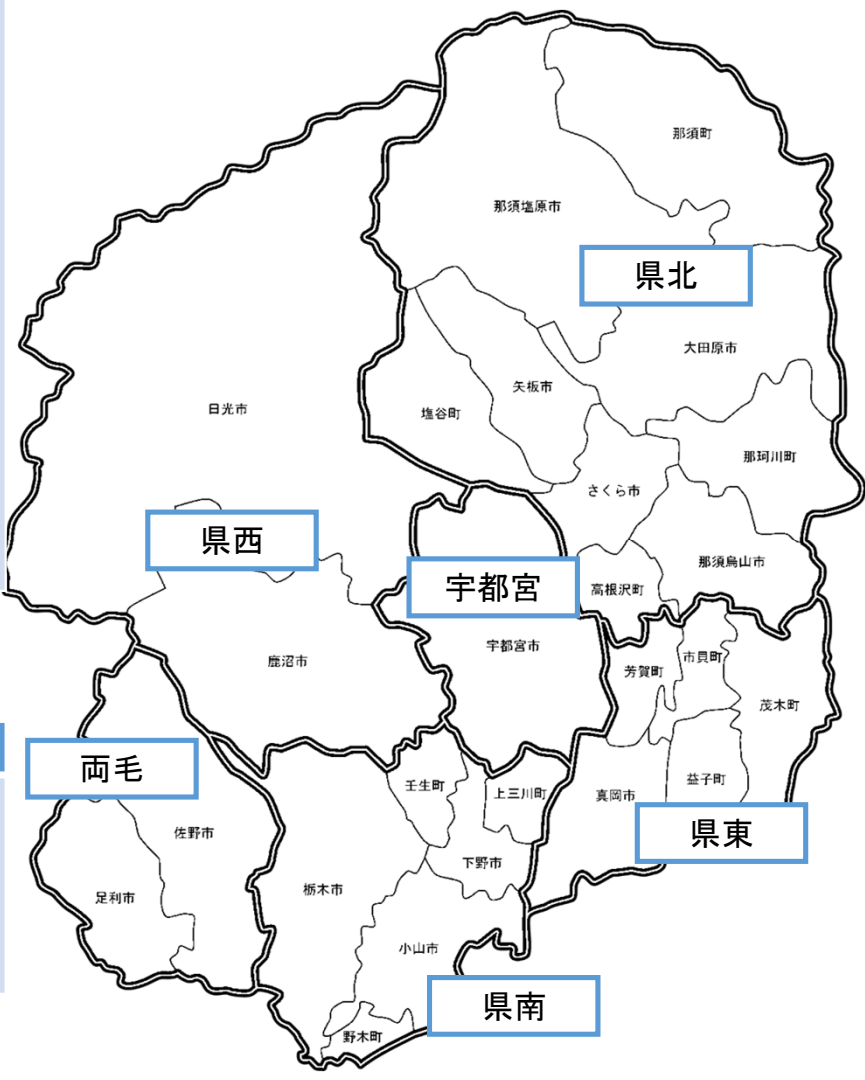 那須町
那須塩原市
県北
大田原市
矢板市
日光市
塩谷町
那珂川町
さくら市
県西
那須烏山市
宇都宮
高根沢町
宇都宮市
鹿沼市
芳賀町
市貝町
茂木町
両毛
壬生町
上三川町
真岡市
益子町
県東
佐野市
下野市
栃木市
足利市
小山市
県南
野木町